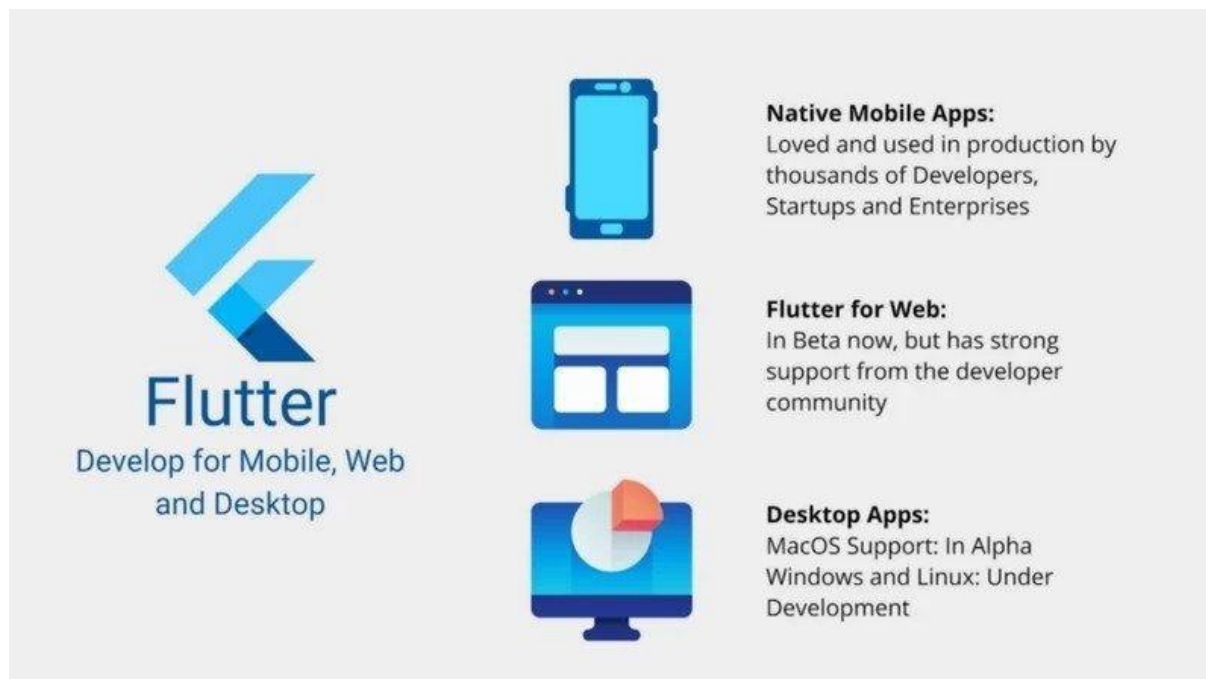 Flutter
Develop for Mobile, Web
and Desktop
Native Mobile Apps:
Loved and used in production by
thousands of Developers,
Startups and Enterprises
Flutter for Web:
In Beta now, but has strong
support from the developer
community
Desktop Apps:
MacOS Support: In Alpha
Windows and Linux: Under
Development